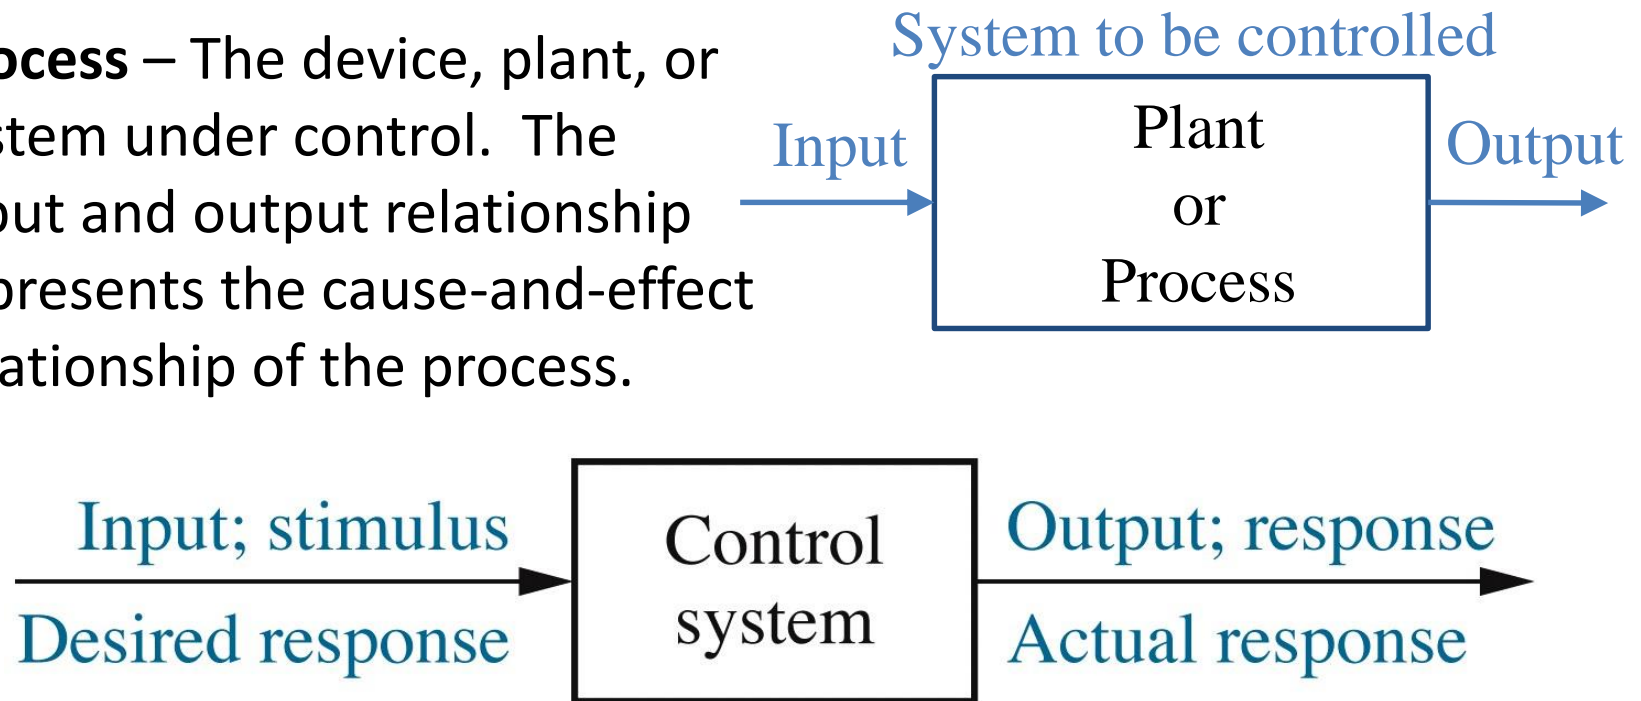 ocess – The device, plant, or
stem under control.  The
put and output relationship
presents the cause-and-effect
ationship of the process.
System to be controlled
Input
Plant
or
Process
Output
Input; stimulus
Desired response
Control
system
Output; response
Actual response